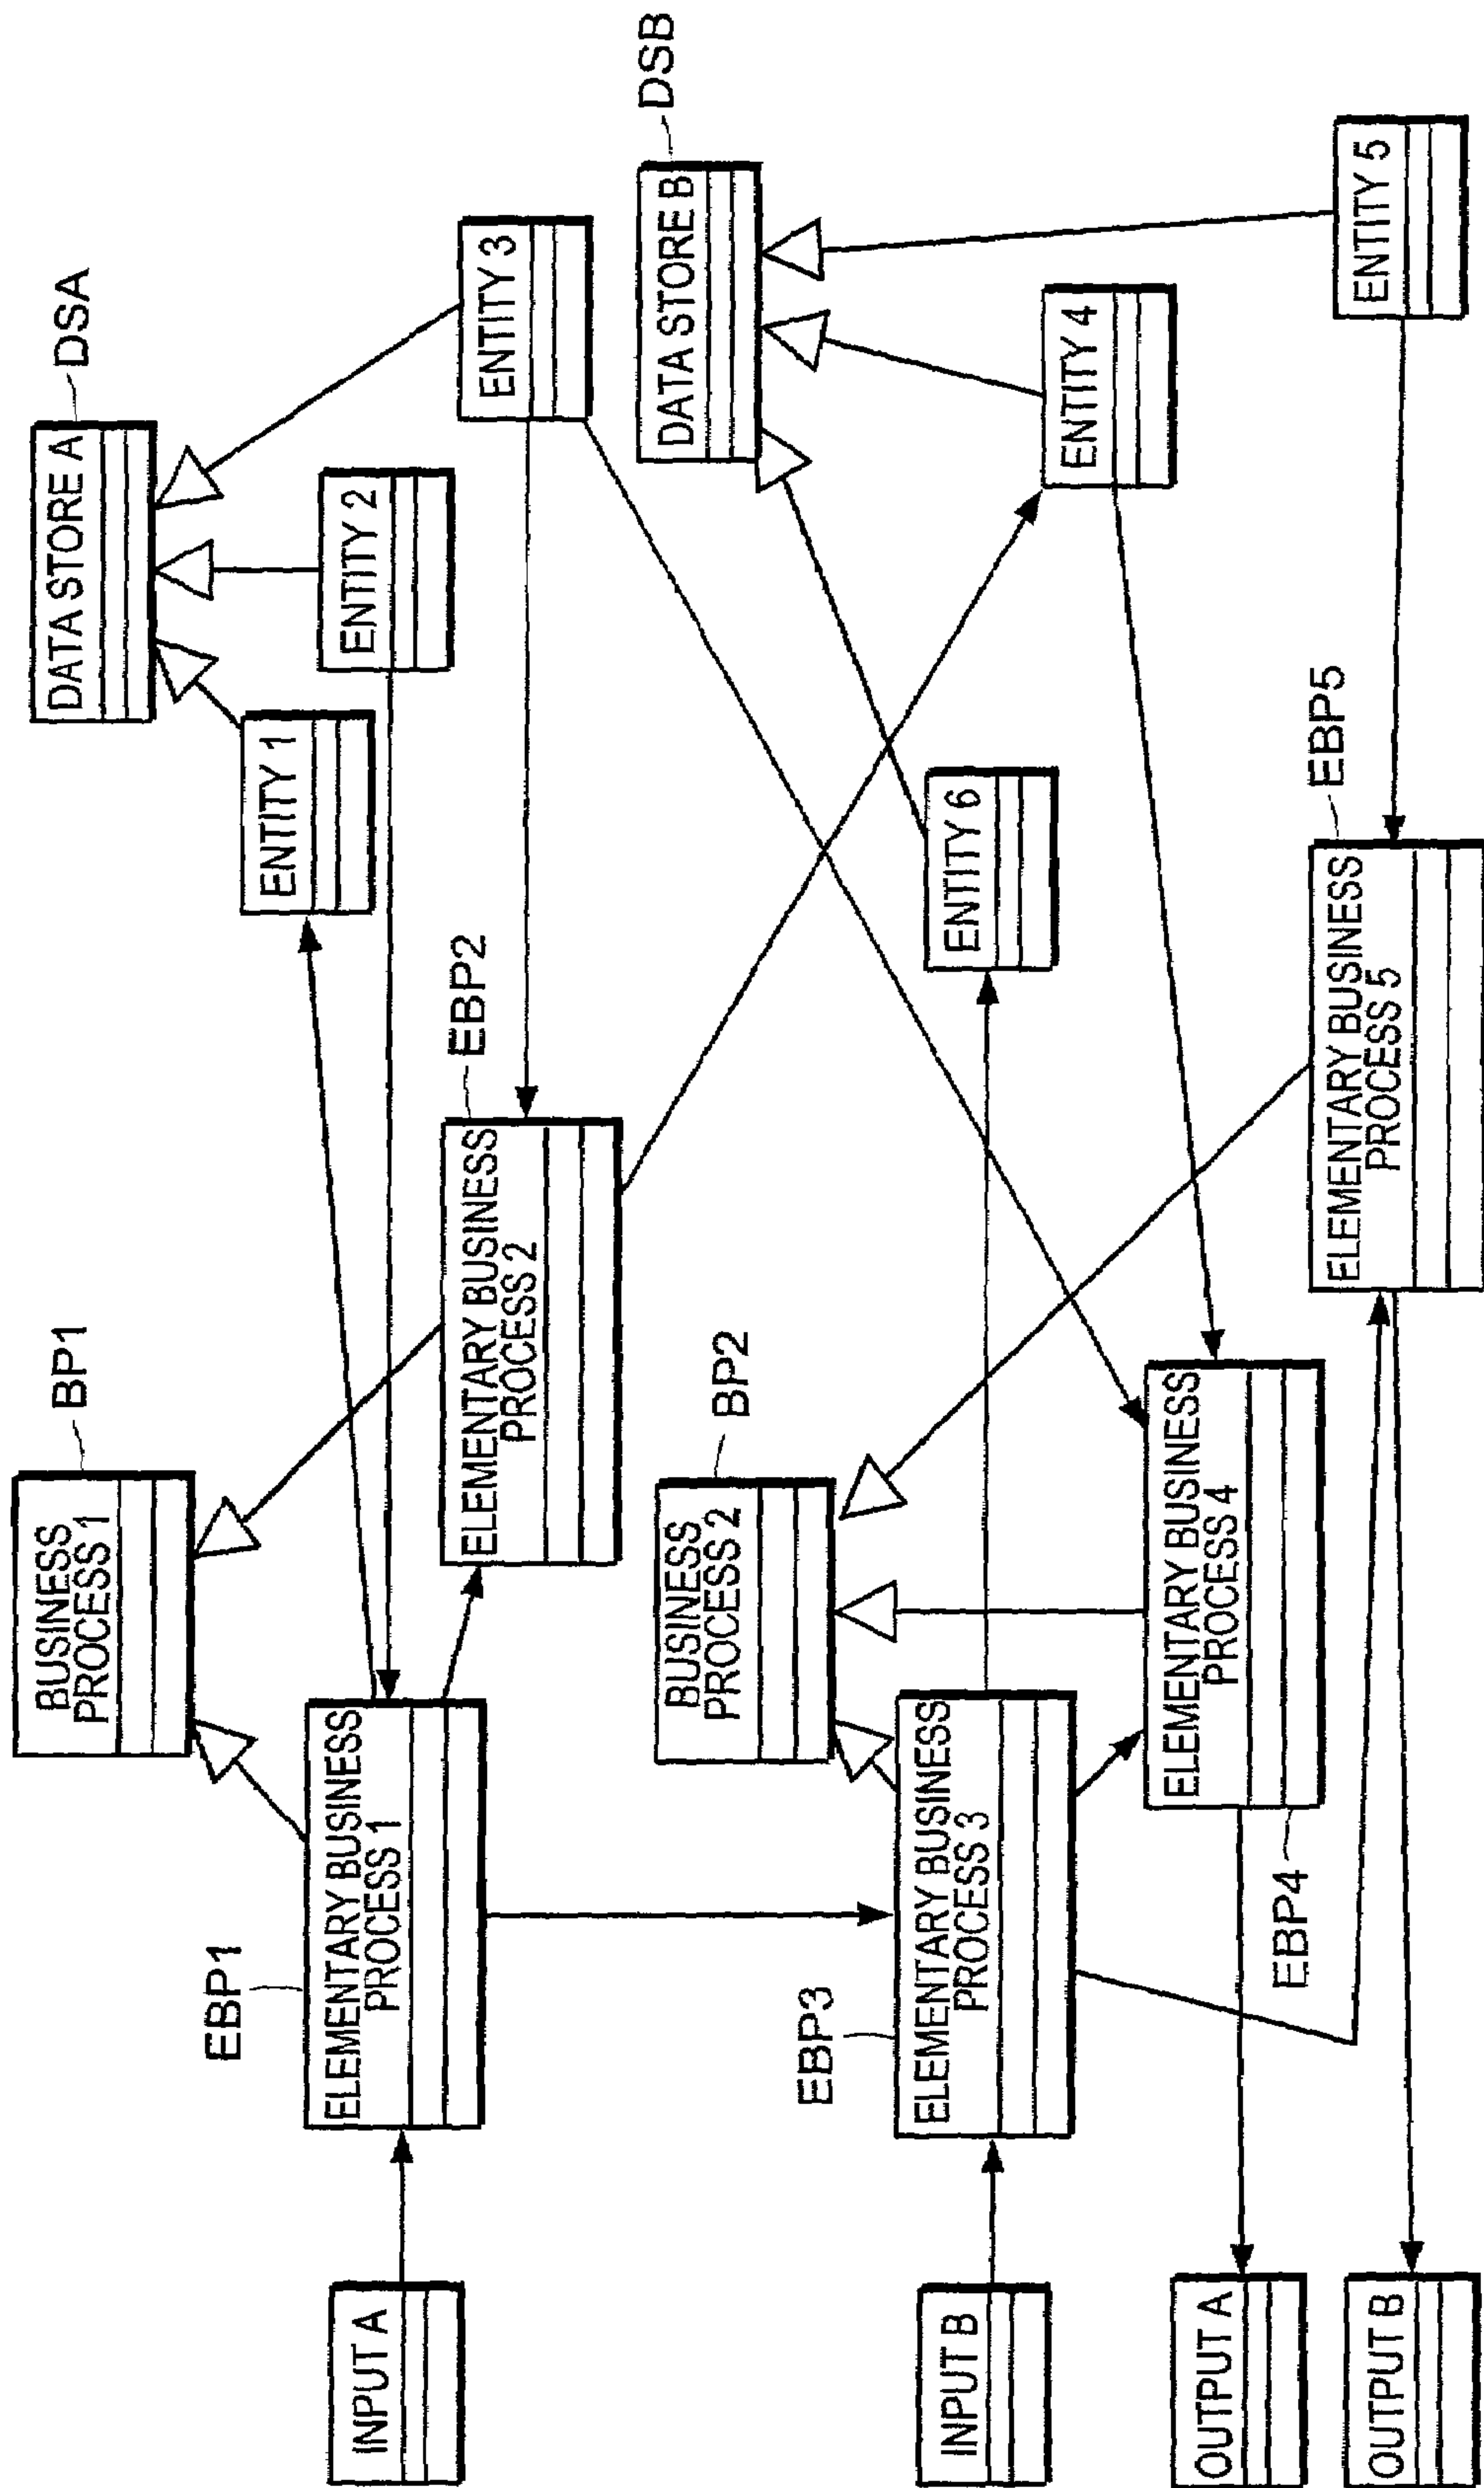 BP1
BUSINESS
PROCESS 1
DSA
DATA STORE A
ENTITY 1
ENTITY 2
ENTITY 3
EBP1
ELEMENTARY BUSINESS
PROCESS 1
INPUT A
EBP2
ELEMENTARY BUSINESS
PROCESS 2
BP2
BUSINESS
PROCESS 2
DSB
DATA STORE B
EBP3
ELEMENTARY BUSINESS
PROCESS 3
INPUT B
ENTITY 6
ENTITY 4
ELEMENTARY BUSINESS
PROCESS 4
EBP4
OUTPUT A
EBP5
ELEMENTARY BUSINESS
PROCESS 5
ENTITY 5
OUTPUT B